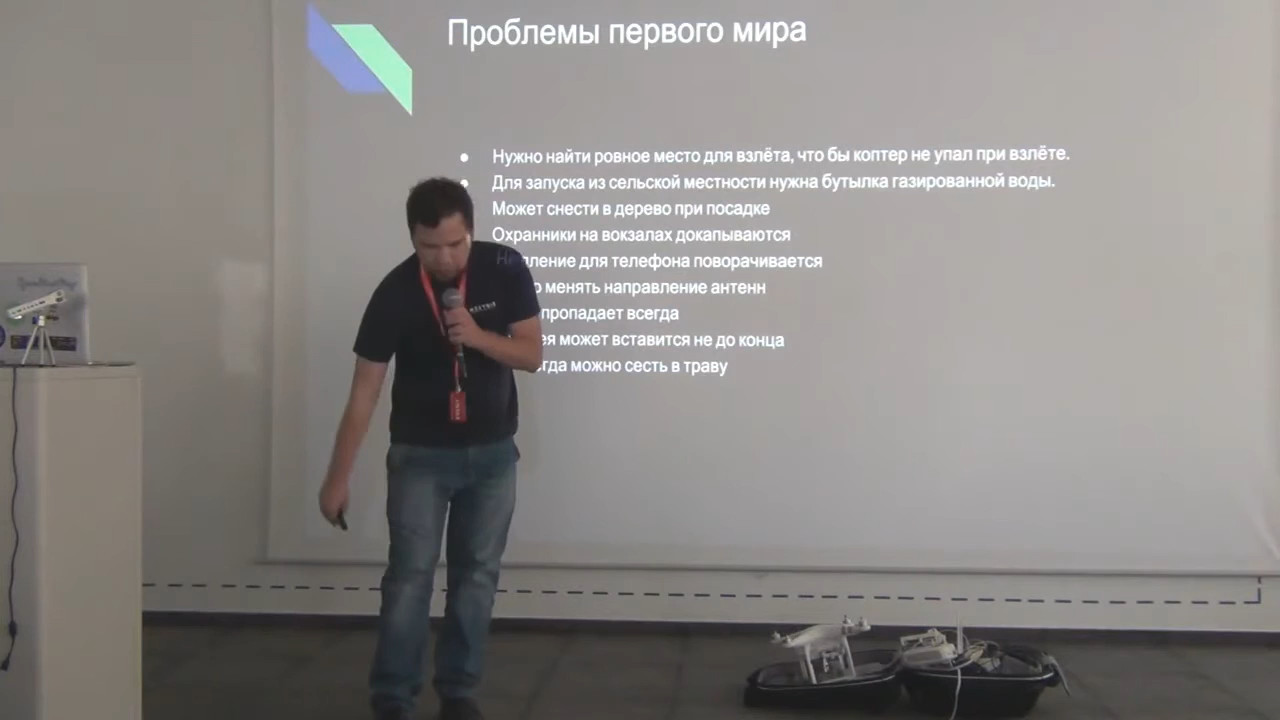 Проблемы первого мира
Нужно найти ровное место для взлёта, что бы коптер не упал при взлёте.
Для запуска из сельской местности нужна бутылка газированной воды.
Может снести в дерево при посадке
Охранники на вокзалах докапываются
для телефона поворачивается
менять направление антенн
пропадает всегда
может вставится не до конца
можно сесть в траву